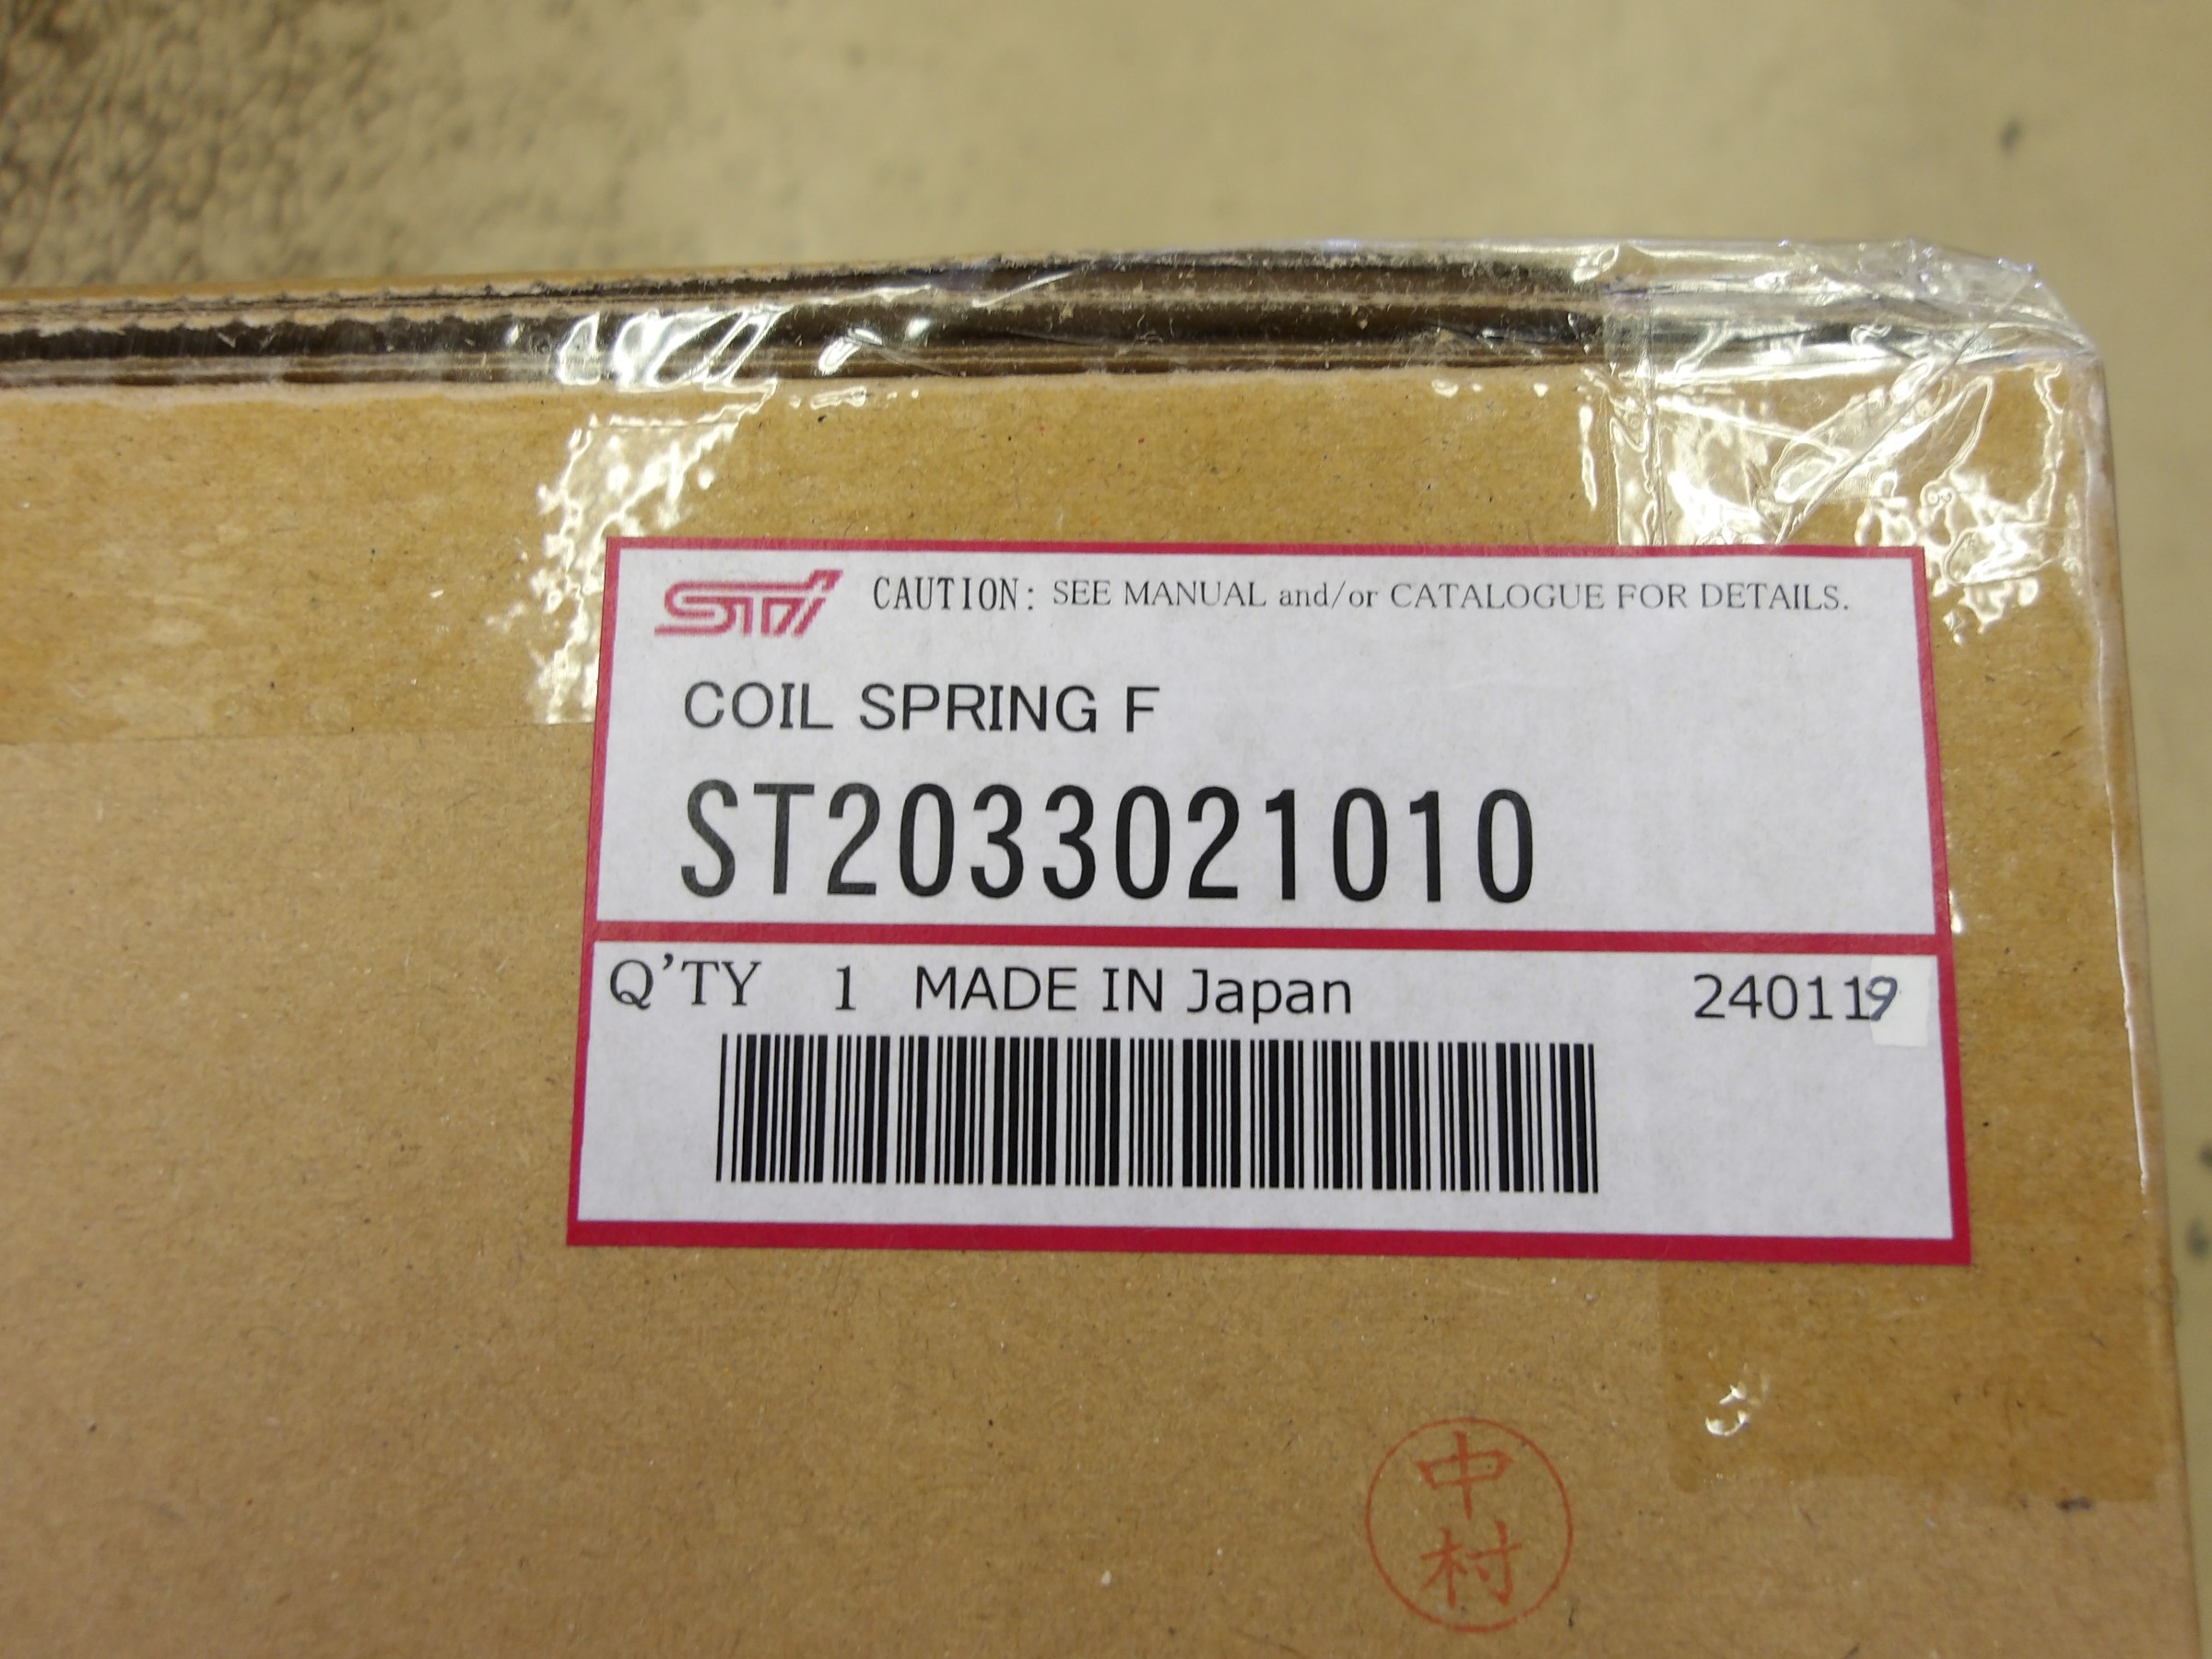 STi CAUTION: SEE MANUAL and/or CATALOGUE FOR DETAILS.
COIL SPRING F
ST2033021010
Q'TY 1 MADE IN Japan 240119
中村